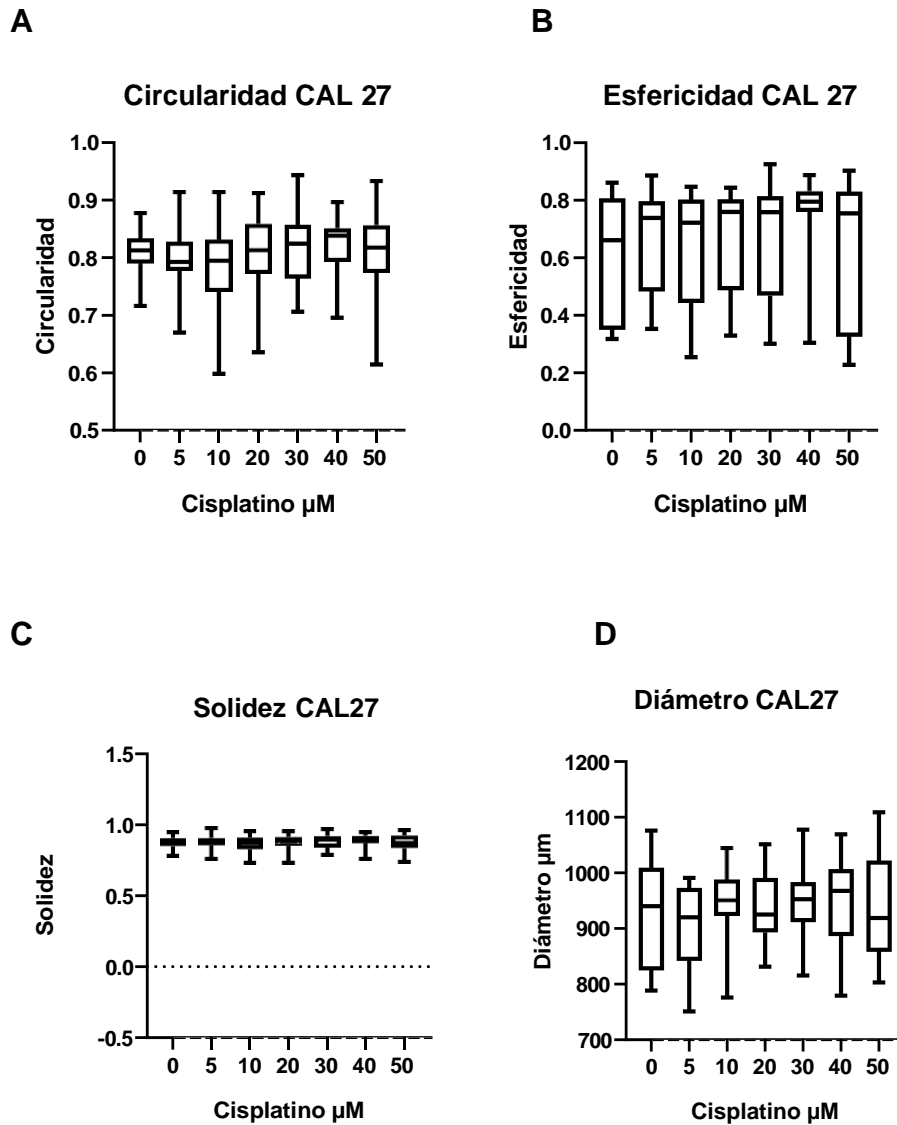 A
Circularidad CAL 27
Circularidad
1.0
0.9
0.8
0.7
0.6
0.5
0 5 10 20 30 40 50
Cisplatino µM
B
Esfericidad CAL 27
Esfericidad
1.0
0.8
0.6
0.4
0.2
0.0
0 5 10 20 30 40 50
Cisplatino µM
C
Solidez CAL27
Solidez
1.5
1.0
0.5
0.0
-0.5
0 5 10 20 30 40 50
Cisplatino µM
D
Diámetro CAL27
Diámetro µm
1200
1100
1000
900
800
700
0 5 10 20 30 40 50
Cisplatino µM